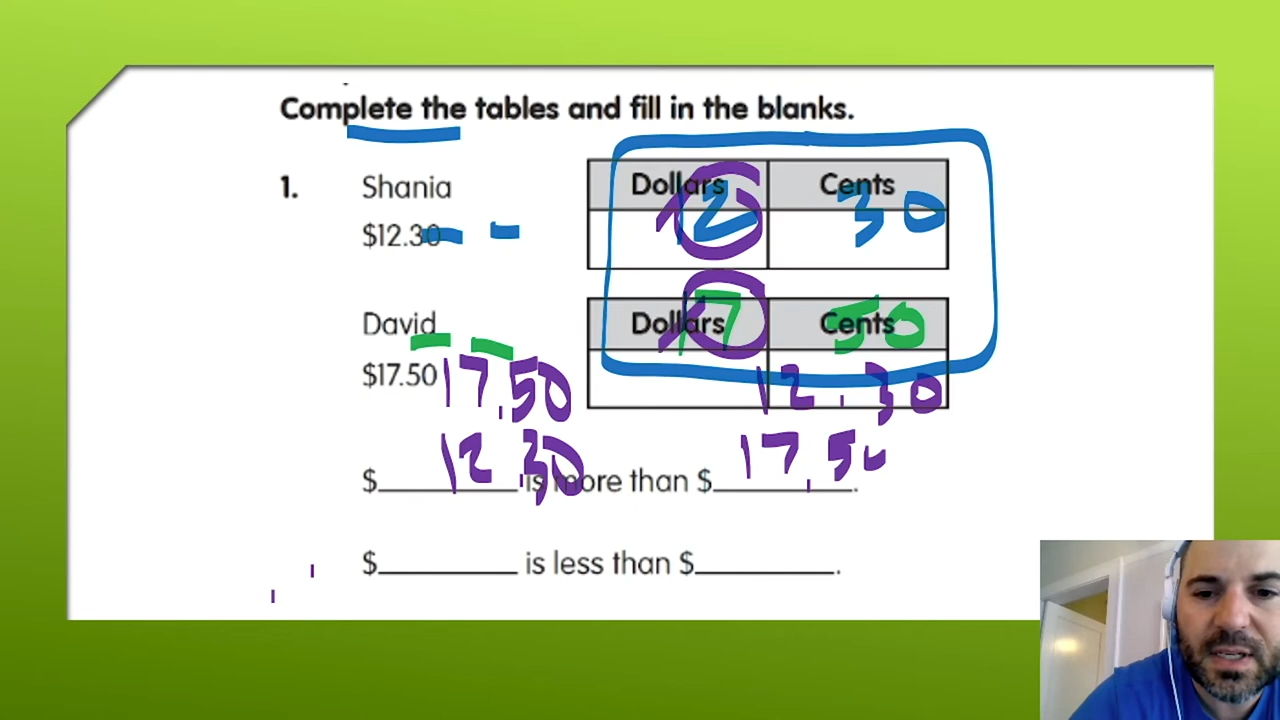 Complete the tables and fill in the blanks.
1. Shania
Dollars Cents
$12.30
12 30
David
Dollars Cents
17 50
$17.50
17.50
12.30
12.30
17.5
$ is more than $ .
$ is less than $ .